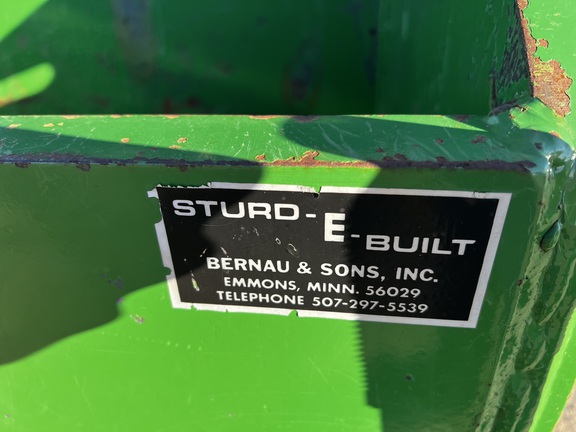 STURD-E-BUILT
BERNAU & SONS, INC.
EMMONS, MINN. 56029
TELEPHONE 507-297-5539